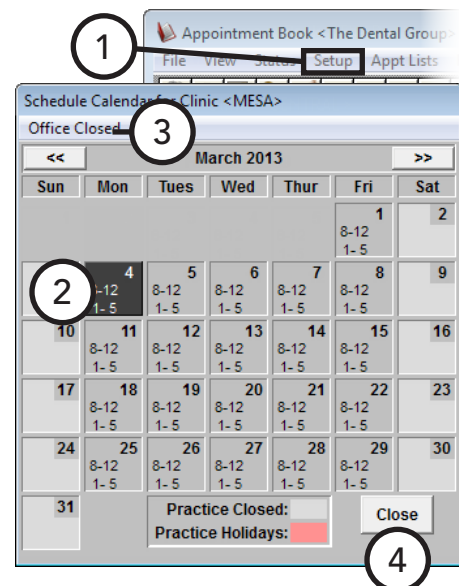 Appointment Book <The Dental Group>
1
File View Status Setup Appt Lists
Schedule Calendar for Clinic <MESA>
Office Closed
3
<< March 2013 >>
Sun Mon Tues Wed Thur Fri Sat
1 2
8-12
1- 5
2
4 5 6 7 8 9
8-12 8-12 8-12 8-12 8-12
1- 5 1- 5 1- 5 1- 5 1- 5
10 11 12 13 14 15 16
8-12 8-12 8-12 8-12 8-12
1- 5 1- 5 1- 5 1- 5 1- 5
17 18 19 20 21 22 23
8-12 8-12 8-12 8-12 8-12
1- 5 1- 5 1- 5 1- 5 1- 5
24 25 26 27 28 29 30
8-12 8-12 8-12 8-12 8-12
1- 5 1- 5 1- 5 1- 5 1- 5
31 Practice Closed:
Practice Holidays:
Close
4